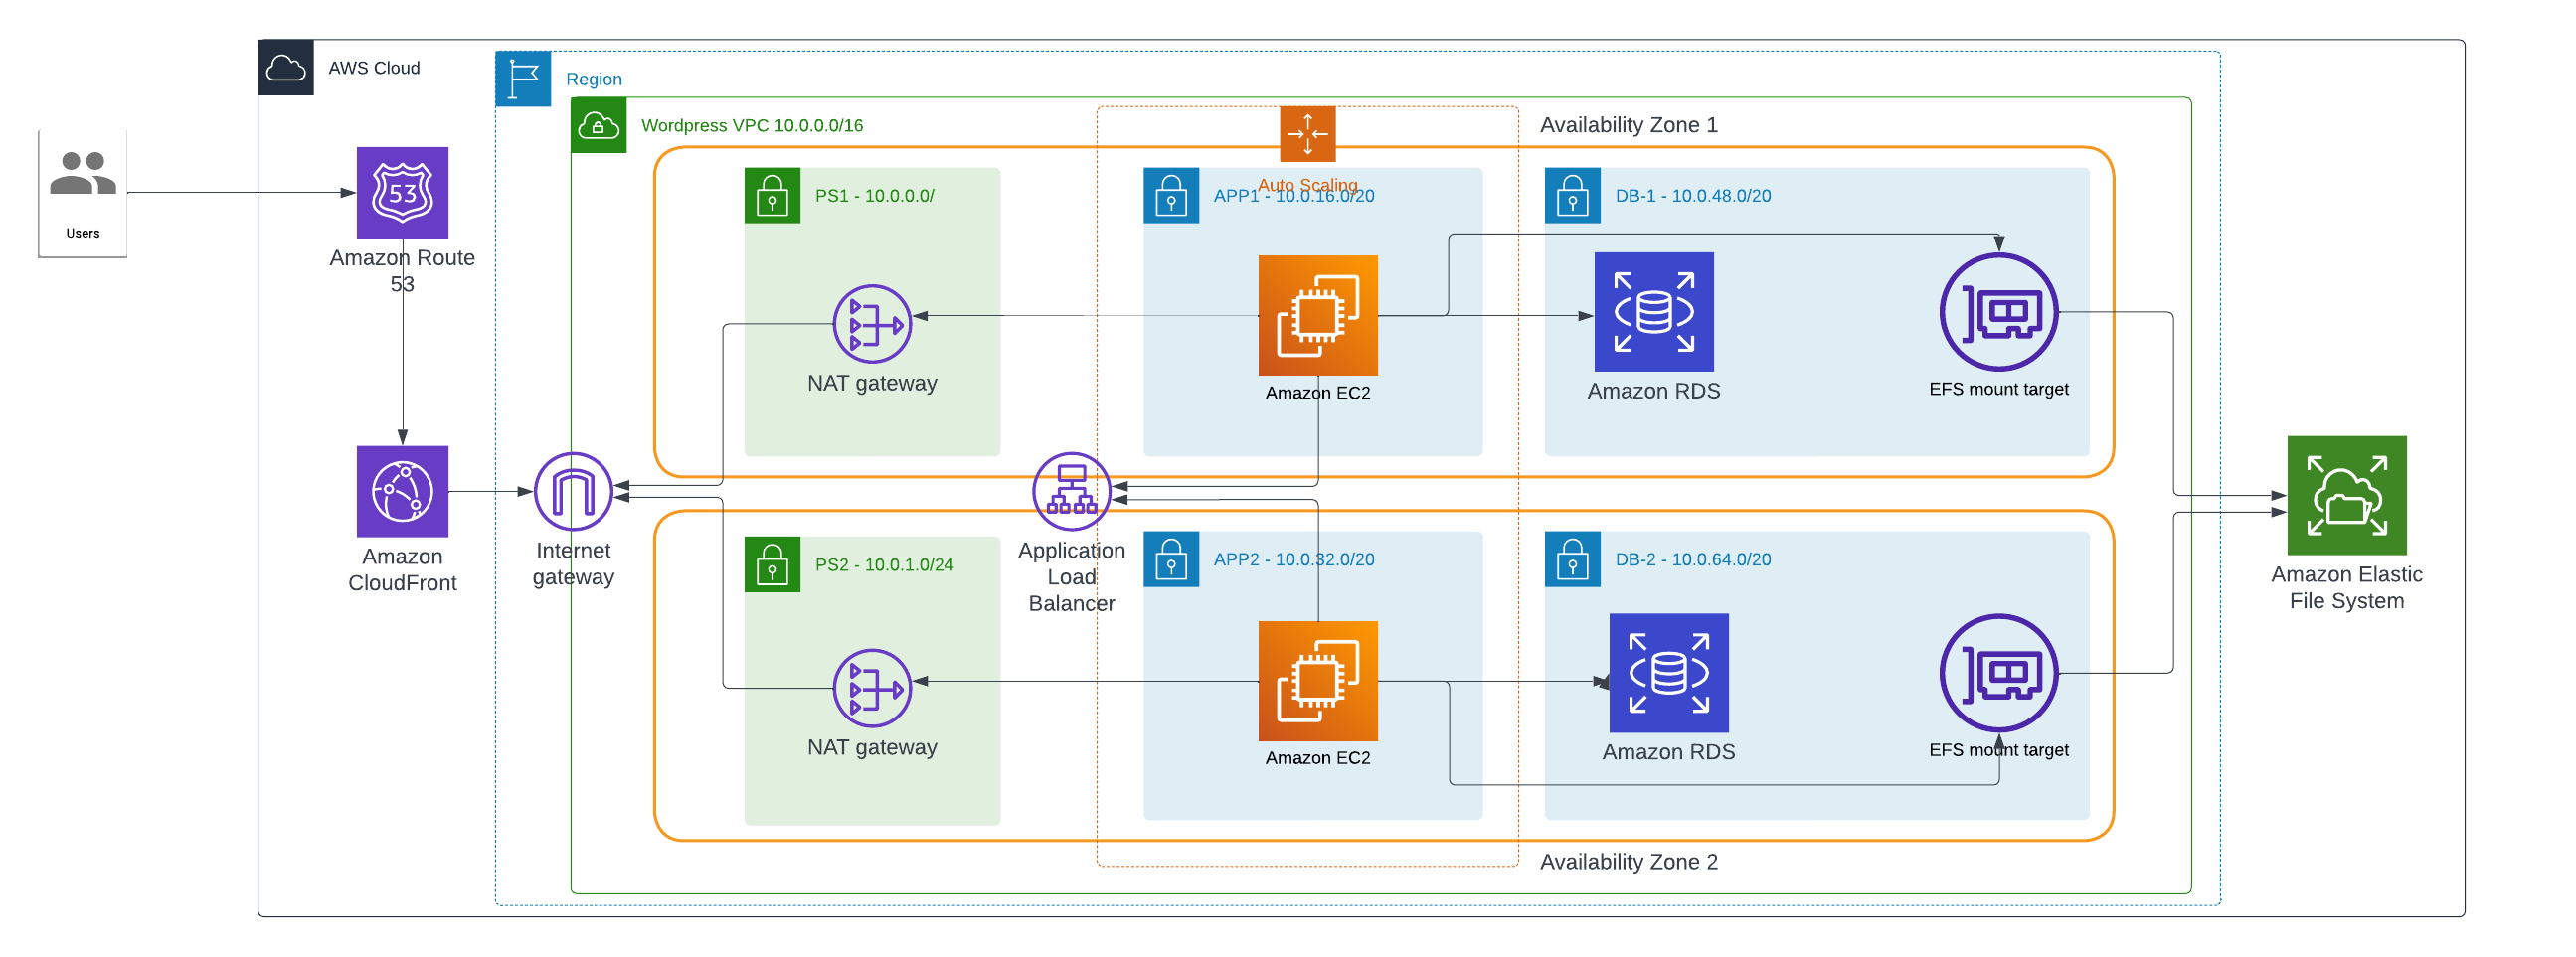 AWS Cloud
Region
Wordpress VPC 10.0.0.0/16
Availability Zone 1
Users
53
Amazon Route
53
Auto Scaling
PS1 - 10.0.0.0/
APP1 - 10.0.16.0/20
DB-1 - 10.0.48.0/20
NAT gateway
Amazon EC2
Amazon RDS
EFS mount target
Amazon
CloudFront
Internet
gateway
Application
Load
Balancer
Amazon Elastic
File System
PS2 - 10.0.1.0/24
APP2 - 10.0.32.0/20
DB-2 - 10.0.64.0/20
NAT gateway
Amazon EC2
Amazon RDS
EFS mount target
Availability Zone 2